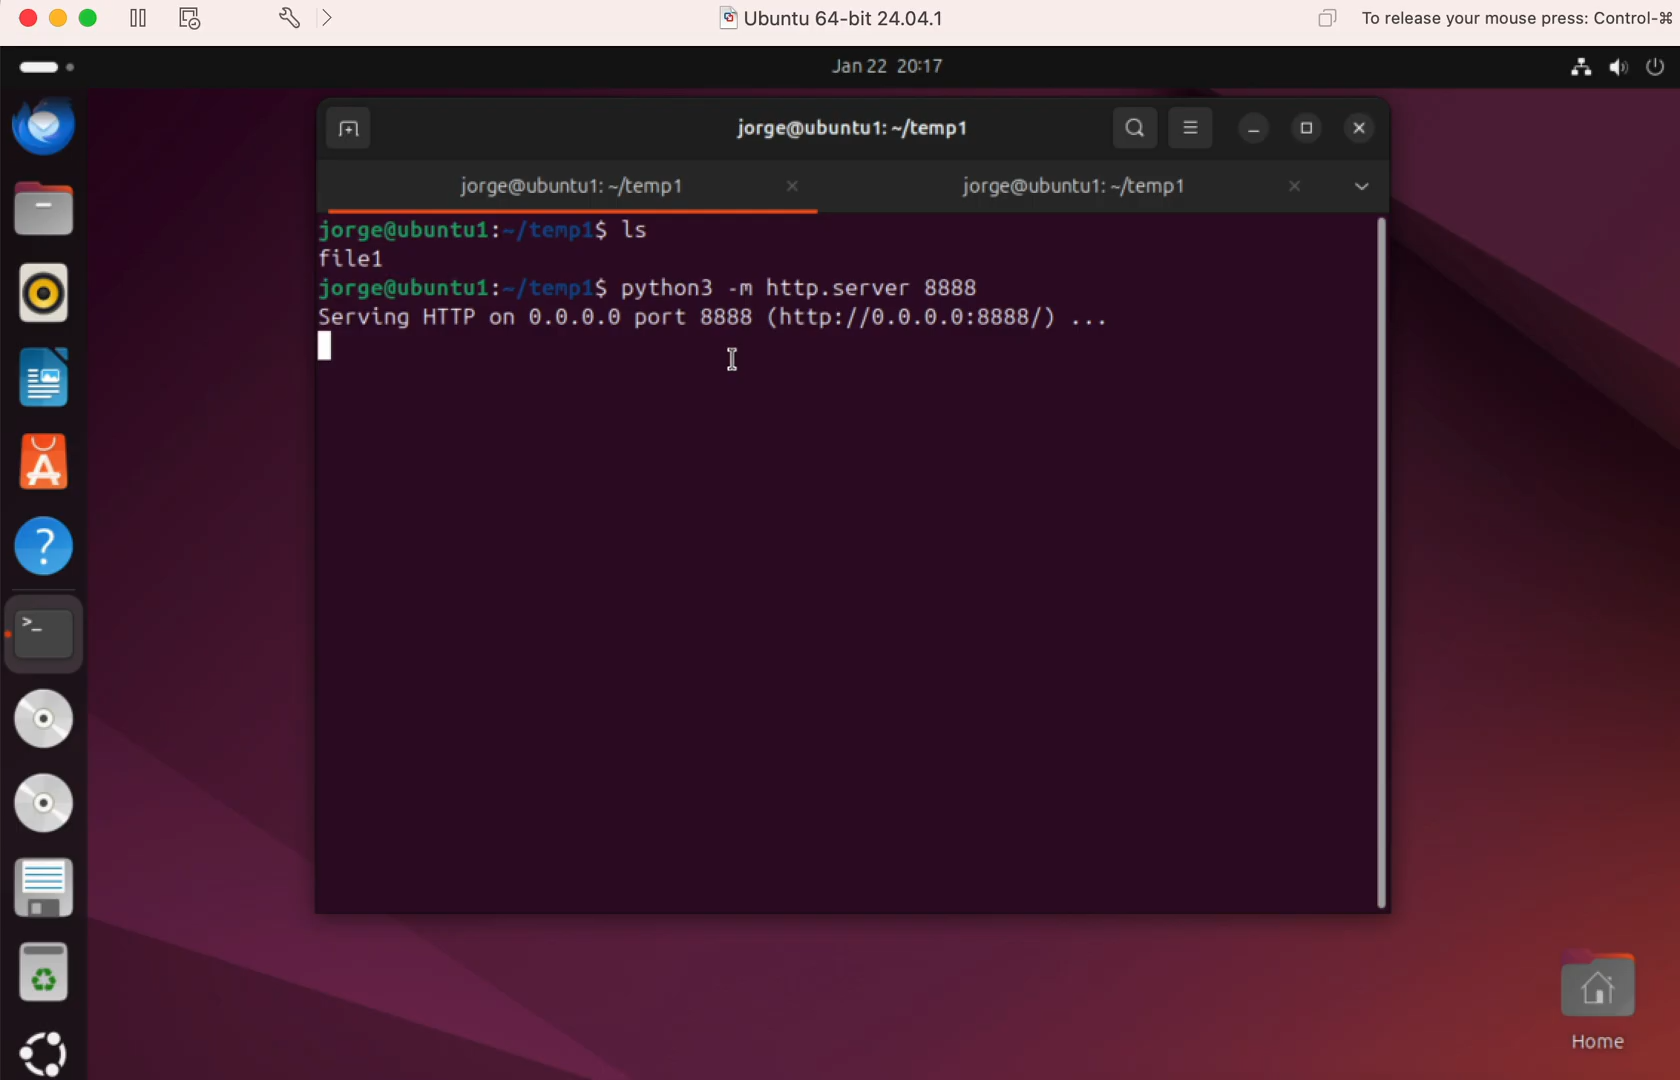 Ubuntu 64-bit 24.04.1
To release your mouse press: Control-⌘
Jan 22 20:17
jorge@ubuntu1: ~/temp1
jorge@ubuntu1: ~/temp1
jorge@ubuntu1: ~/temp1
jorge@ubuntu1:~/temp1$ ls
file1
jorge@ubuntu1:~/temp1$ python3 -m http.server 8888
Serving HTTP on 0.0.0.0 port 8888 (http://0.0.0.0:8888/) ...
Home